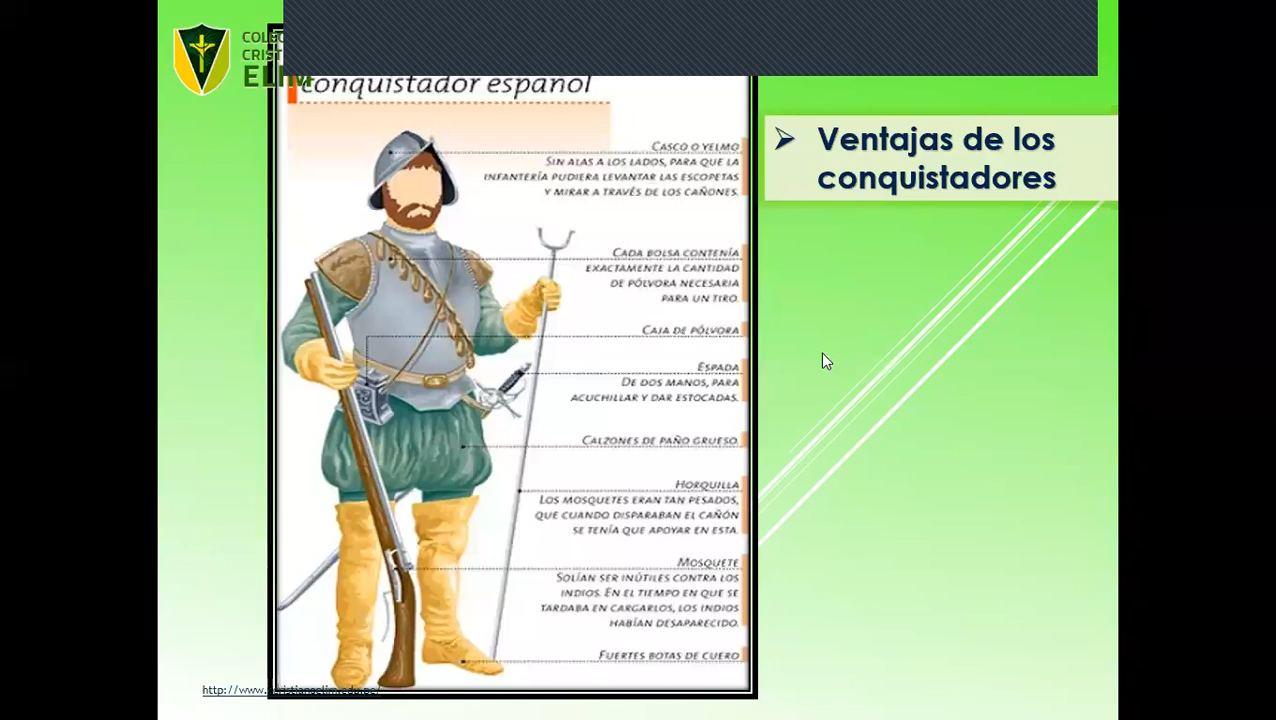 ELIM
conquistador español
Ventajas de los
conquistadores
CASCO O YELMO
SIN ALAS A LOS LADOS, PARA QUE LA
INFANTERÍA PUDIERA LEVANTAR LAS ESCOPETAS
Y MIRAR A TRAVÉS DE LOS CAÑONES.
CADA BOLSA CONTENÍA
EXACTAMENTE LA CANTIDAD
DE PÓLVORA NECESARIA
PARA UN TIRO.
CAJA DE PÓLVORA
ESPADA
DE DOS MANOS, PARA
ACUCHILLAR Y DAR ESTOCADAS.
CALZONES DE PAÑO GRUESO.
HORQUILLA
LOS MOSQUETES ERAN TAN PESADOS,
QUE CUANDO DISPARABAN EL CAÑÓN
SE TENÍA QUE APOYAR EN ESTA.
MOSQUETE
SOLÍAN SER INÚTILES CONTRA LOS
INDIOS. EN EL TIEMPO EN QUE SE
TARDABA EN CARGARLOS, LOS INDIOS
HABÍAN DESAPARECIDO.
FUERTES BOTAS DE CUERO